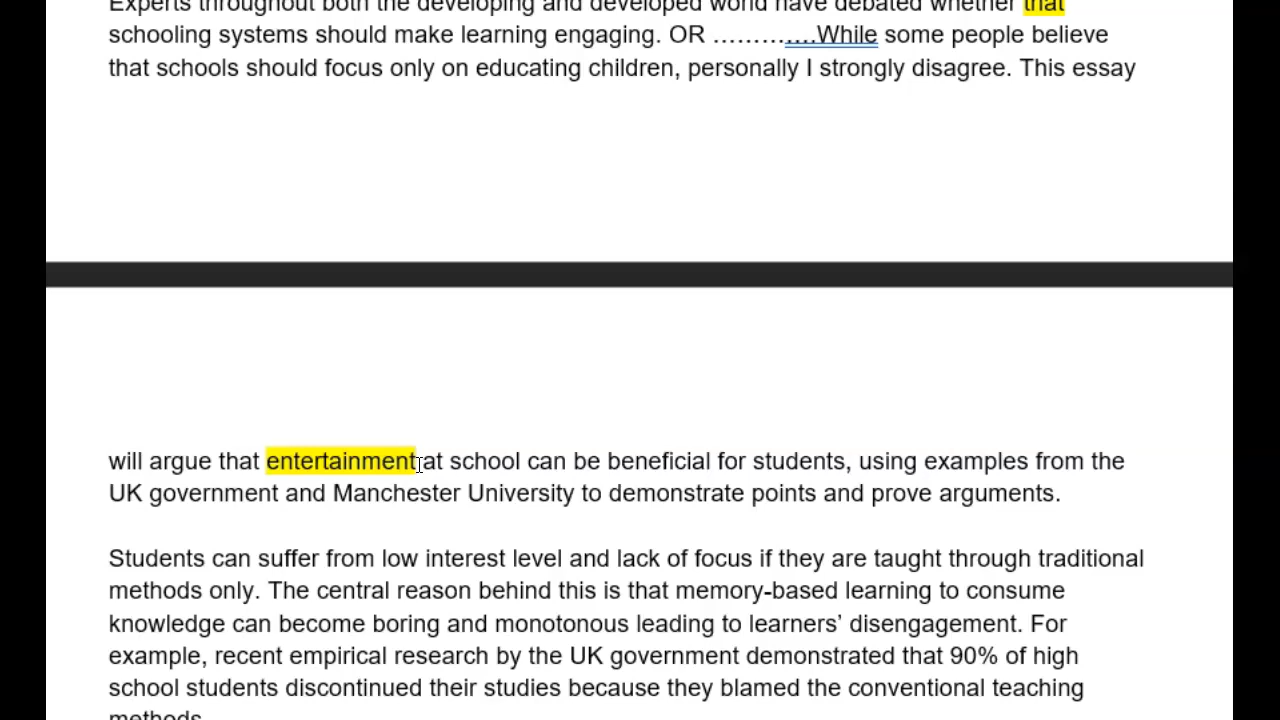 Experts throughout both the developing and developed world have debated whether that
schooling systems should make learning engaging. OR …………..While some people believe
that schools should focus only on educating children, personally I strongly disagree. This essay
will argue that entertainment at school can be beneficial for students, using examples from the
UK government and Manchester University to demonstrate points and prove arguments.
Students can suffer from low interest level and lack of focus if they are taught through traditional
methods only. The central reason behind this is that memory-based learning to consume
knowledge can become boring and monotonous leading to learners’ disengagement. For
example, recent empirical research by the UK government demonstrated that 90% of high
school students discontinued their studies because they blamed the conventional teaching
methods.